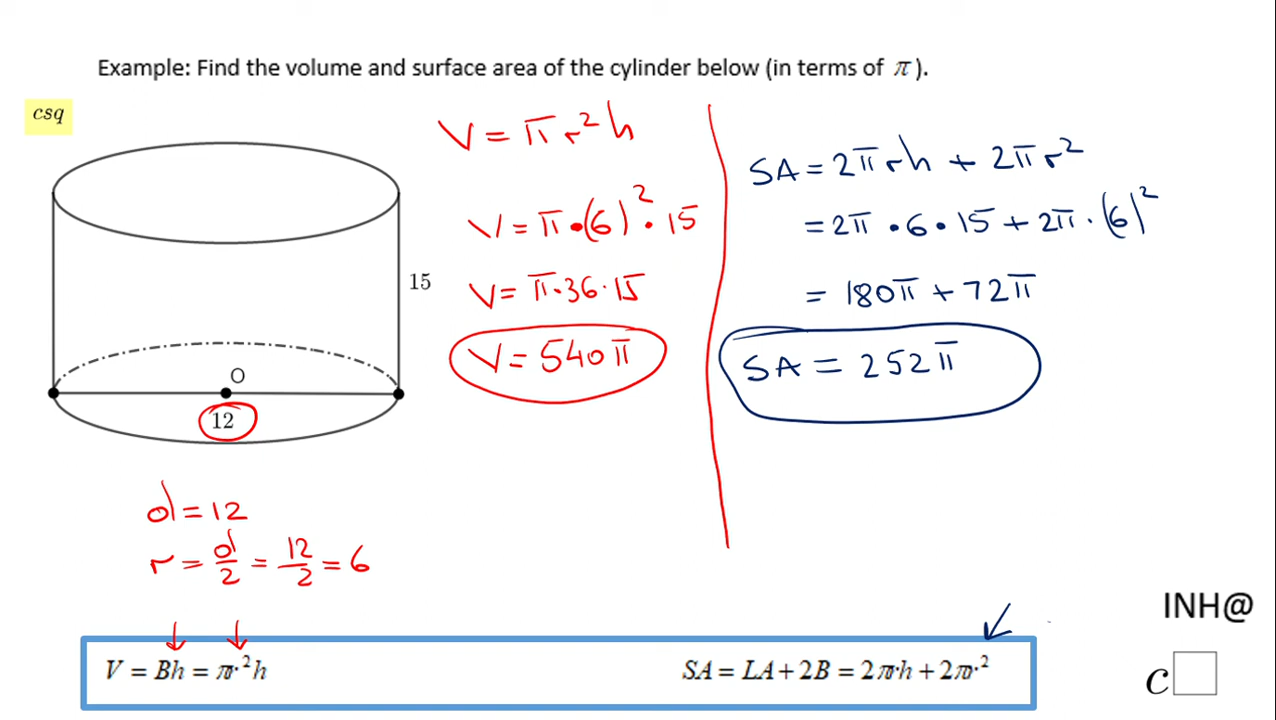 Example: Find the volume and surface area of the cylinder below (in terms of π).
csq
15
O
12
d = 12
r = d/2 = 12/2 = 6
V = πr²h
V = π•(6)²•15
V = π•36•15
V = 540π
SA = 2πrh + 2πr²
= 2π•6•15 + 2π•(6)²
= 180π + 72π
SA = 252π
V = Bh = πr²h
SA = LA + 2B = 2πrh + 2πr²
INH@
c